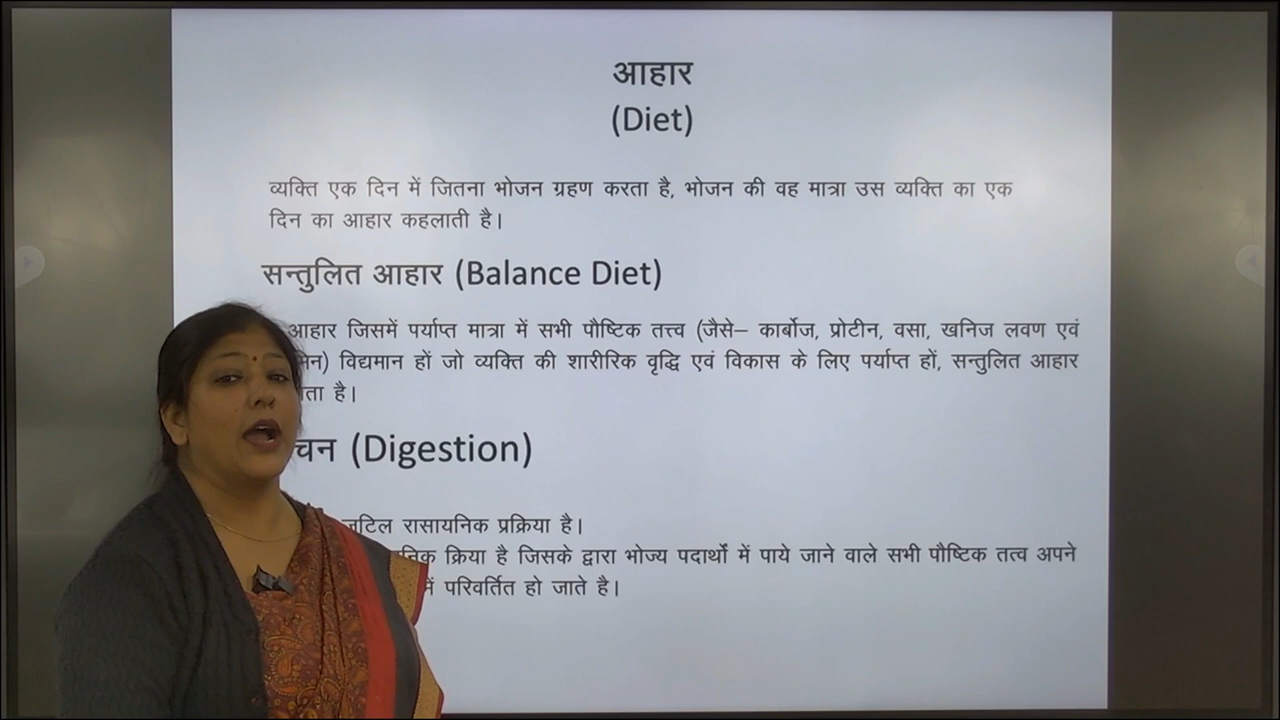 आहार
(Diet)
व्यक्ति एक दिन में जितना भोजन ग्रहण करता है, भोजन की वह मात्रा उस व्यक्ति का एक
दिन का आहार कहलाती है।
सन्तुलित आहार (Balance Diet)
आहार जिसमें पर्याप्त मात्रा में सभी पौष्टिक तत्त्व (जैसे– कार्बोज, प्रोटीन, वसा, खनिज लवण एवं
विद्यमान हों जो व्यक्ति की शारीरिक वृद्धि एवं विकास के लिए पर्याप्त हों, सन्तुलित आहार
है।
(Digestion)
जटिल रासायनिक प्रक्रिया है।
क्रिया है जिसके द्वारा भोज्य पदार्थों में पाये जाने वाले सभी पौष्टिक तत्व अपने
में परिवर्तित हो जाते है।